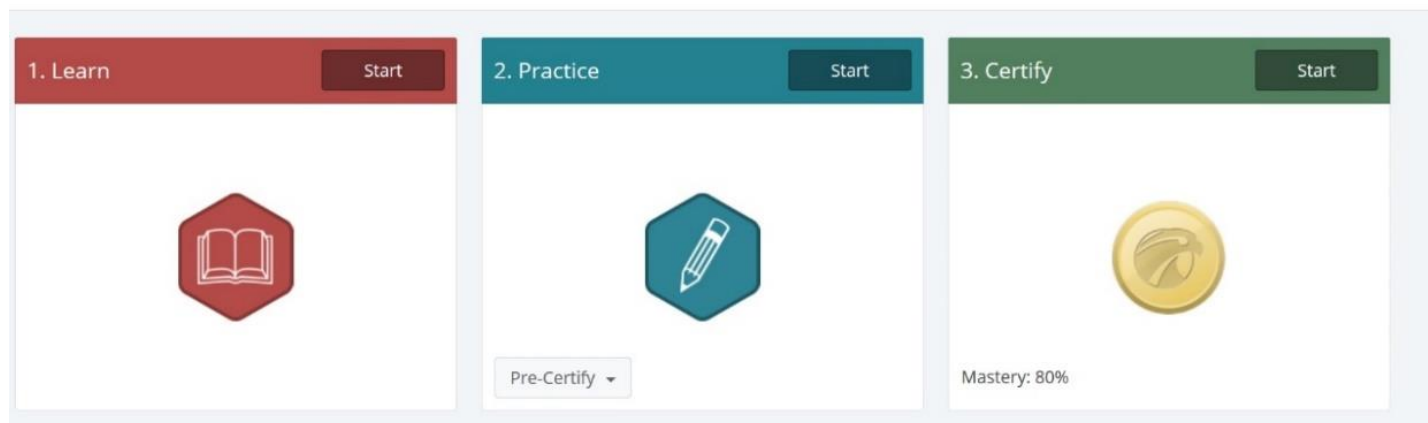 1. Learn
Start
2. Practice
Start
3. Certify
Start
Pre-Certify
Mastery: 80%